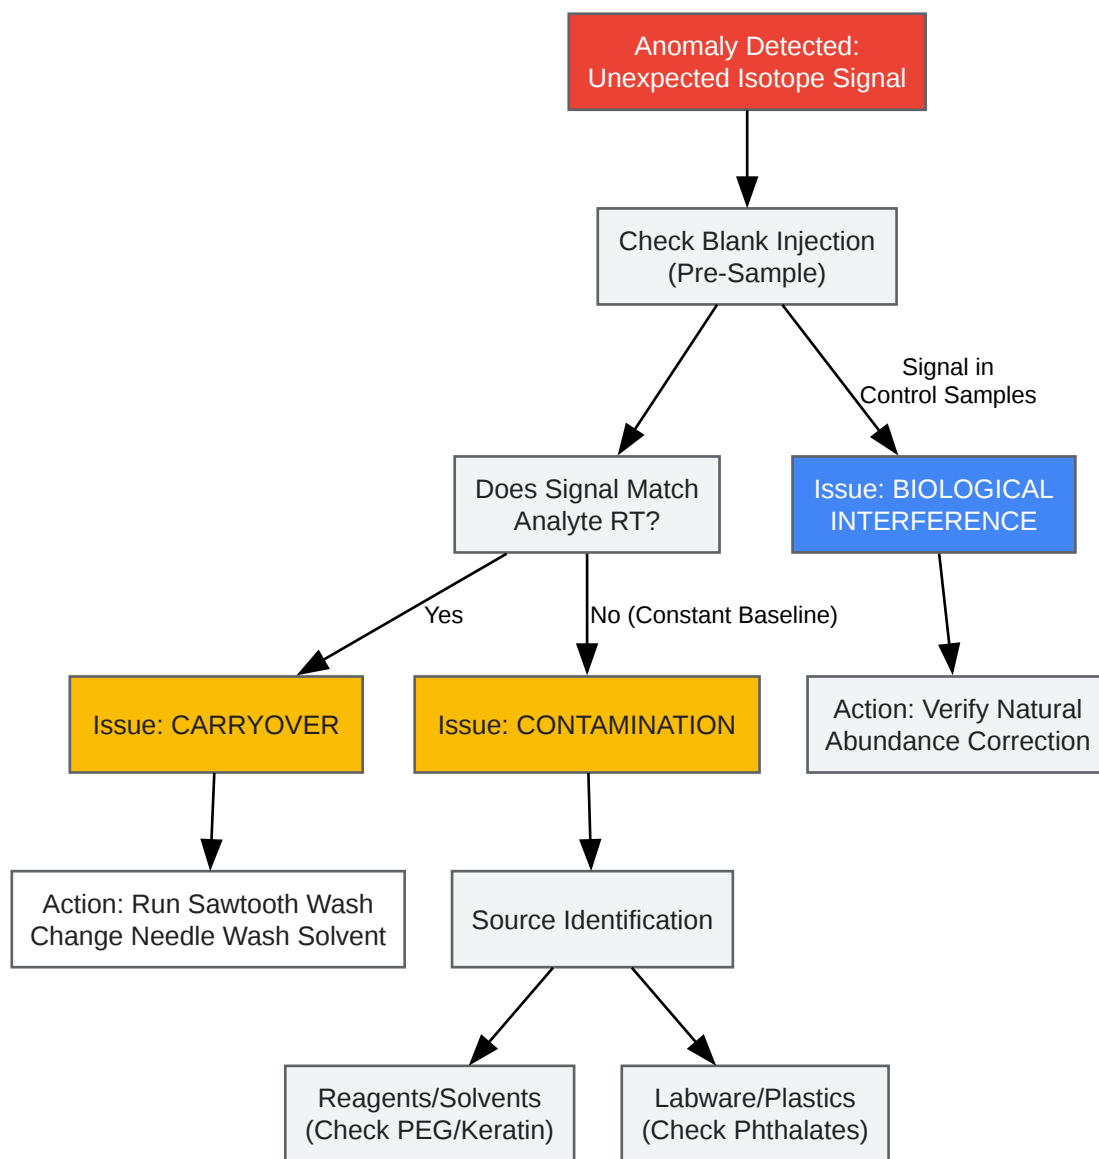 Anomaly Detected:
Unexpected Isotope Signal
Check Blank Injection
(Pre-Sample)
Signal in
Control Samples
Does Signal Match
Analyte RT?
Issue: BIOLOGICAL
INTERFERENCE
Yes
No (Constant Baseline)
Issue: CARRYOVER
Issue: CONTAMINATION
Action: Verify Natural
Abundance Correction
Action: Run Sawtooth Wash
Change Needle Wash Solvent
Source Identification
Reagents/Solvents
(Check PEG/Keratin)
Labware/Plastics
(Check Phthalates)